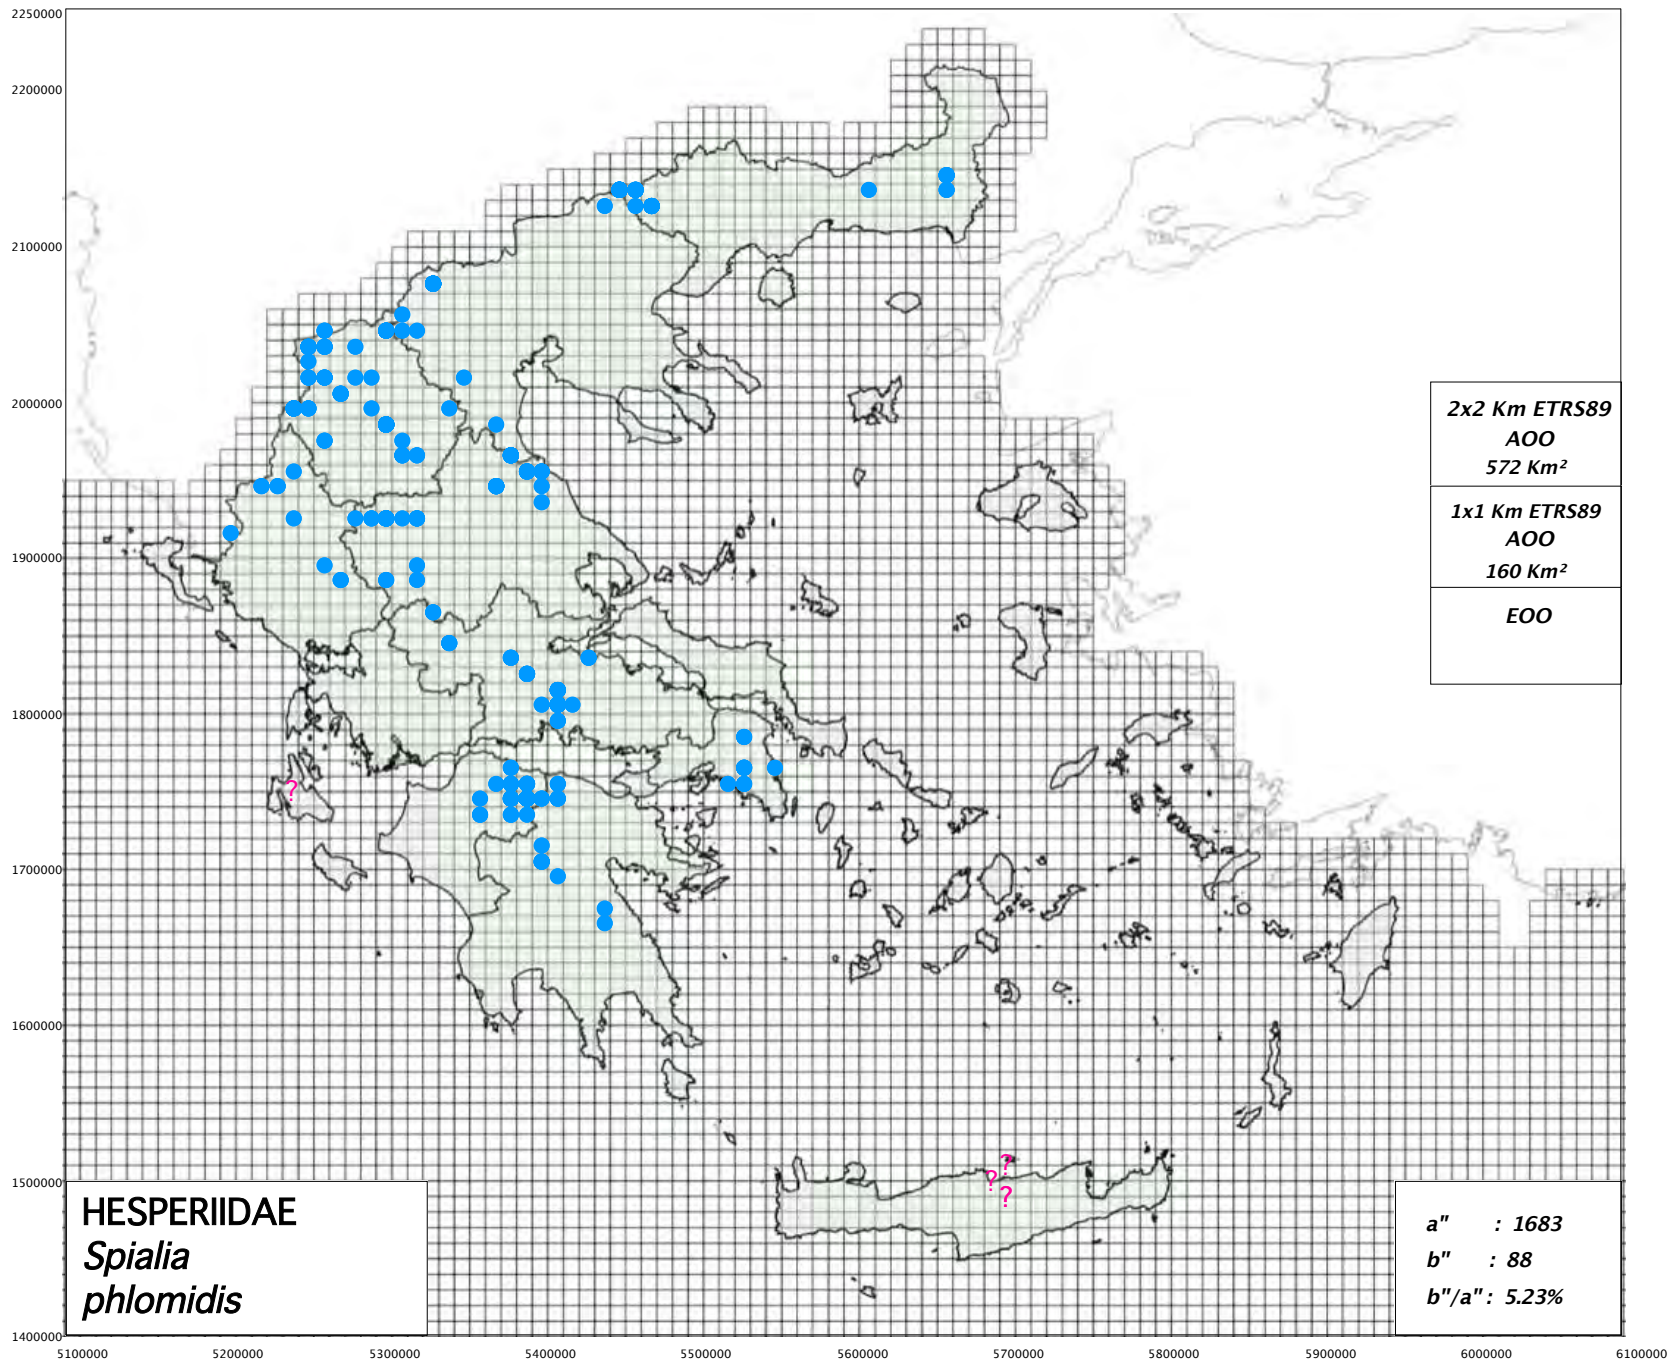 2250000
2200000
2100000
2000000
1900000
1800000
1700000
1600000
1500000
1400000
5100000 5200000 5300000 5400000 5500000 5600000 5700000 5800000 5900000 6000000 6100000
2x2 Km ETRS89
AOO
572 Km²
1x1 Km ETRS89
AOO
160 Km²
EOO
?
?
?
?
HESPERIIDAE
Spialia
phlomidis
a" : 1683
b" : 88
b"/a" : 5.23%